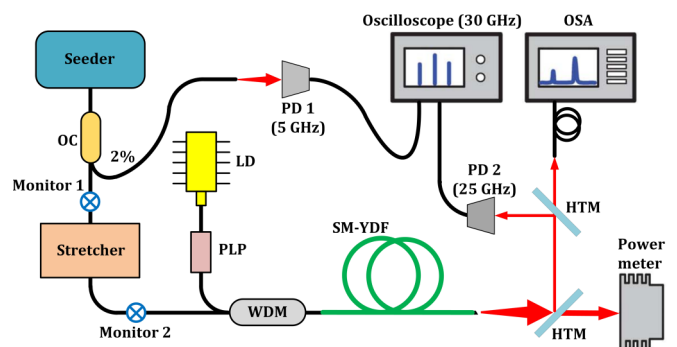 Oscilloscope (30 GHz)
OSA
Seeder
PD 1
(5 GHz)
OC
2%
LD
Monitor 1
PD 2
(25 GHz)
HTM
Stretcher
PLP
SM-YDF
Power
meter
WDM
Monitor 2
HTM